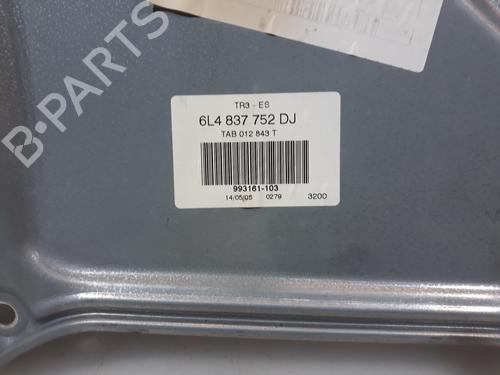 B-PARTS
TR3 - ES
6L4 837 752 DJ
TAB 012 843 T
993161-103
14/05/05 0279 3200